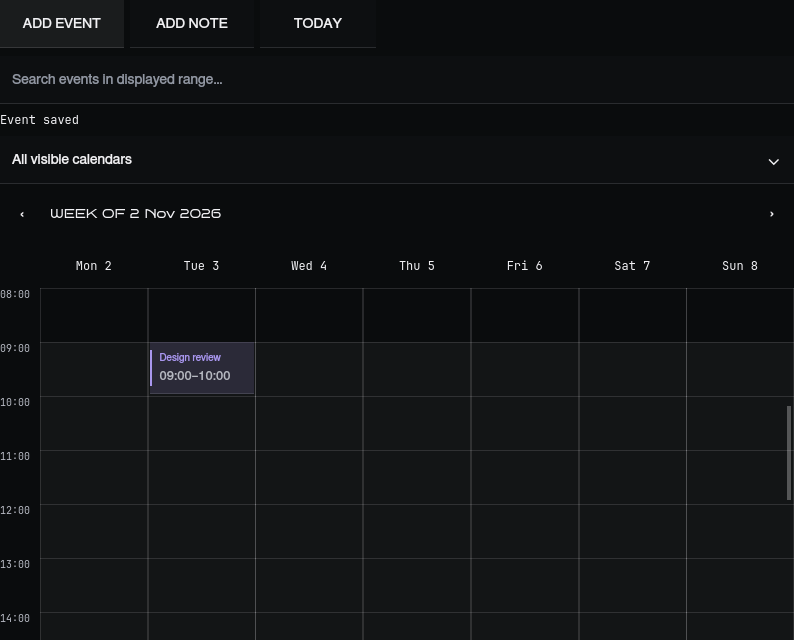 ADD EVENT ADD NOTE TODAY
Search events in displayed range...
Event saved
All visible calendars
‹ WEEK OF 2 Nov 2026 ›
Mon 2 Tue 3 Wed 4 Thu 5 Fri 6 Sat 7 Sun 8
08:00
09:00
Design review
09:00–10:00
10:00
11:00
12:00
13:00
14:00